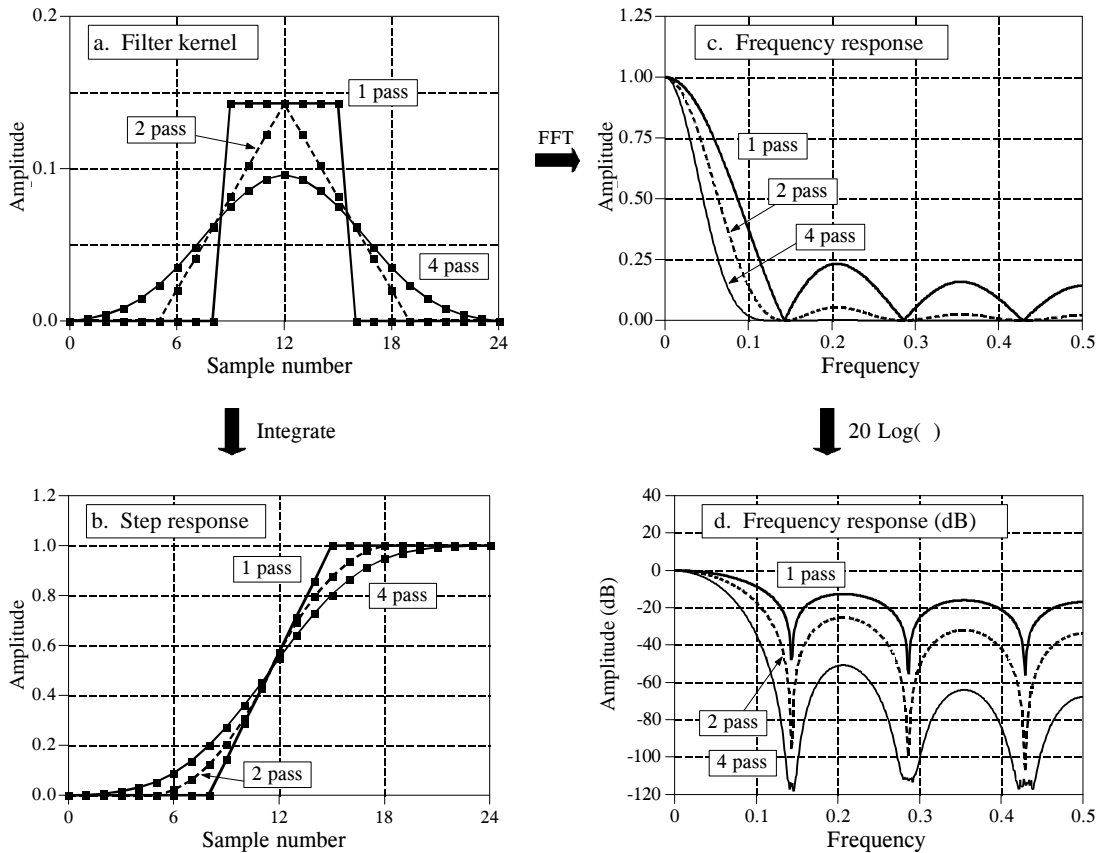 a. Filter kernel
0.2
0.1
0.0
Amplitude
1 pass
2 pass
4 pass
0 6 12 18 24
Sample number
FFT
c. Frequency response
1.25
1.00
0.75
0.50
0.25
0.00
Amplitude
1 pass
2 pass
4 pass
0 0.1 0.2 0.3 0.4 0.5
Frequency
Integrate
20 Log( )
b. Step response
1.2
1.0
0.8
0.6
0.4
0.2
0.0
Amplitude
1 pass
4 pass
2 pass
0 6 12 18 24
Sample number
d. Frequency response (dB)
40
20
0
-20
-40
-60
-80
-100
-120
Amplitude (dB)
1 pass
2 pass
4 pass
0 0.1 0.2 0.3 0.4 0.5
Frequency